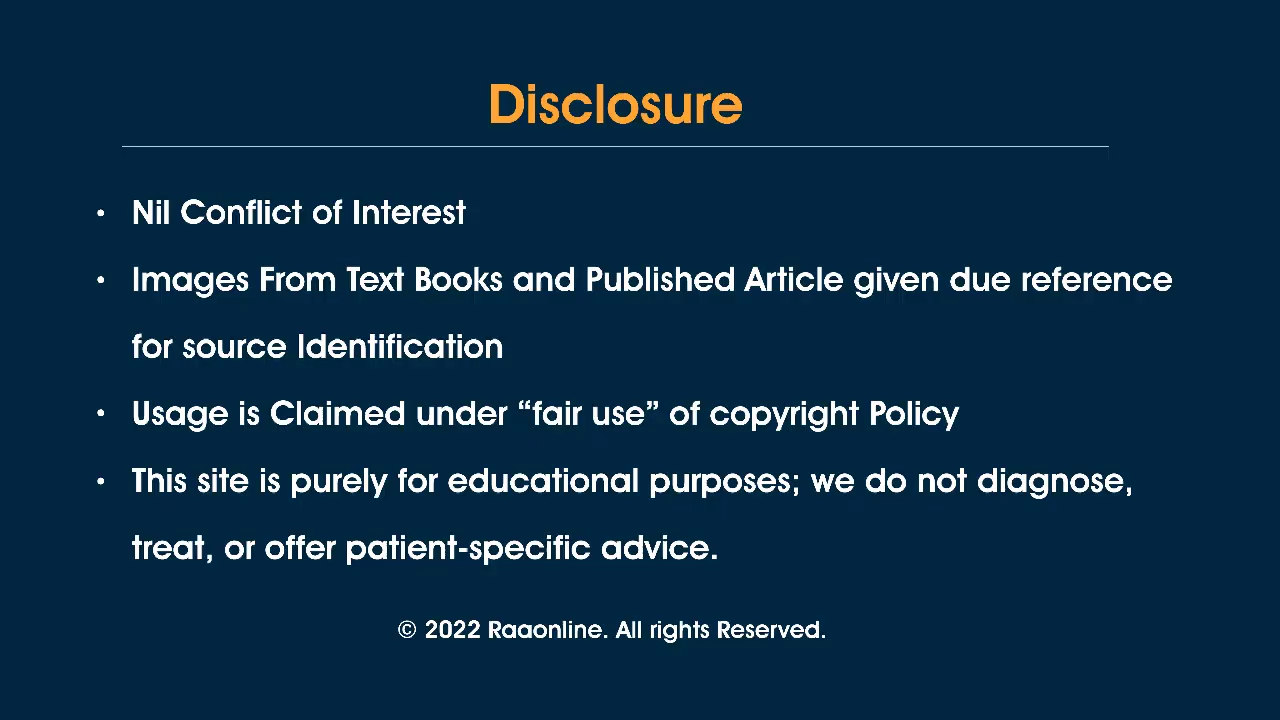 Disclosure
• Nil Conflict of Interest
• Images From Text Books and Published Article given due reference
for source Identification
• Usage is Claimed under “fair use” of copyright Policy
• This site is purely for educational purposes; we do not diagnose,
treat, or offer patient-specific advice.
© 2022 Raaonline. All rights Reserved.